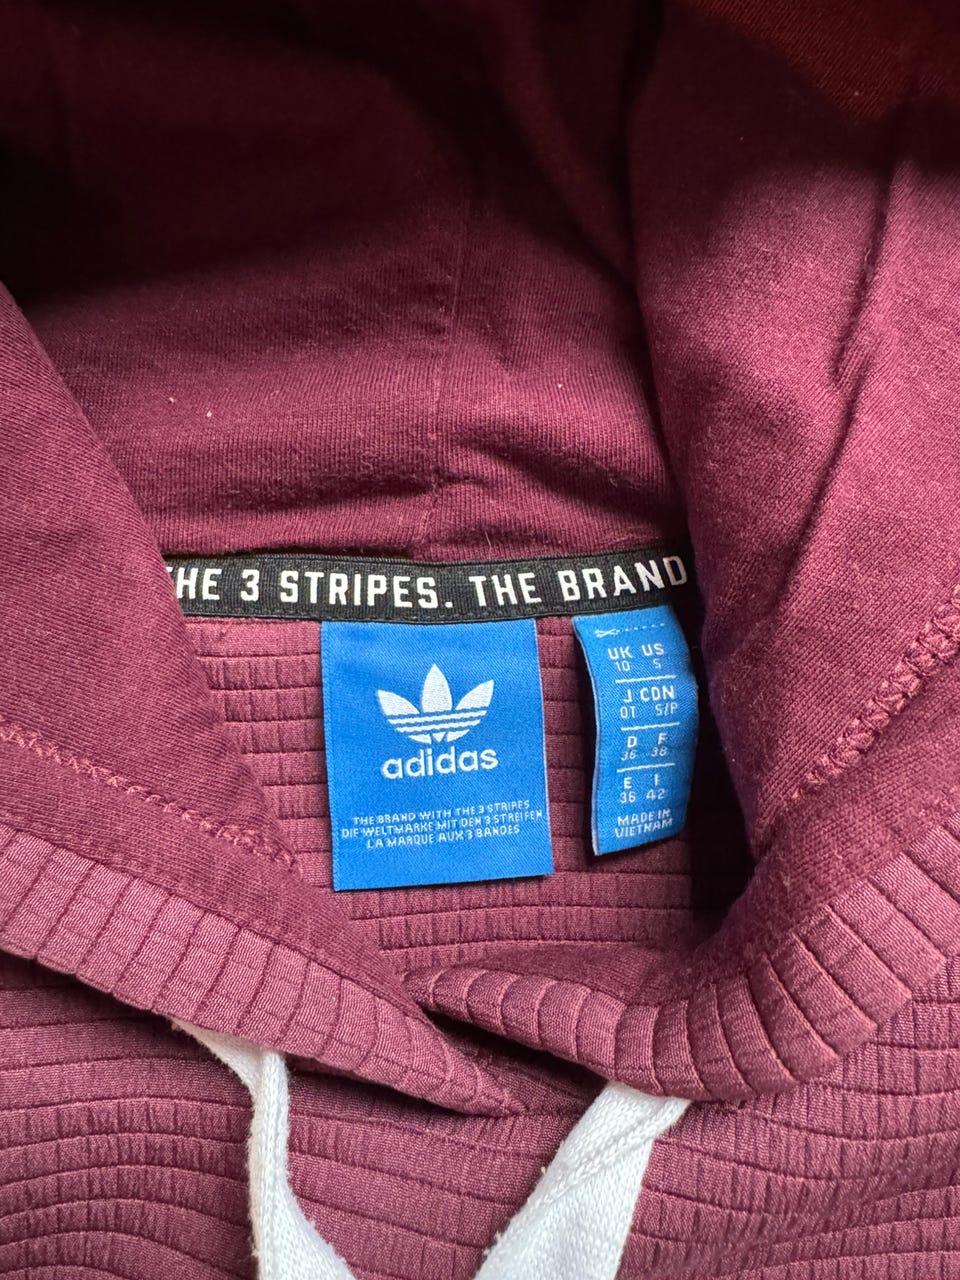 THE 3 STRIPES. THE BRAND
adidas
THE BRAND WITH THE 3 STRIPES
DIE WELTMARKE MIT DEN 3 STREIFEN
LA MARQUE AUX 3 BANDES
UK US
10 S
J CDN
OT S/P
D F
36 38
E I
36 42
MADE IN
VIETNAM